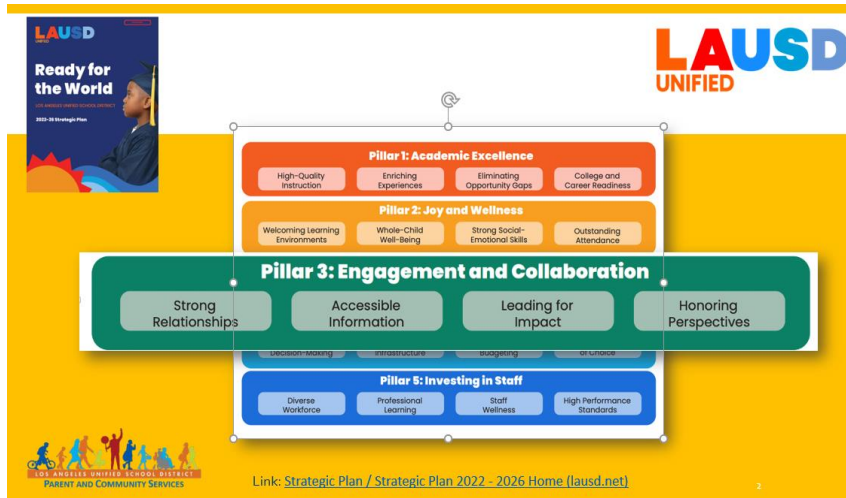 LAUSD
UNIFIED
Ready for
the World
LOS ANGELES UNIFIED SCHOOL DISTRICT
2022-26 Strategic Plan
LAUSD
UNIFIED
Pillar 1: Academic Excellence
High-Quality
Instruction
Enriching
Experiences
Eliminating
Opportunity Gaps
College and
Career Readiness
Pillar 2: Joy and Wellness
Welcoming Learning
Environments
Whole-Child
Well-Being
Strong Social-
Emotional Skills
Outstanding
Attendance
Pillar 3: Engagement and Collaboration
Strong
Relationships
Accessible
Information
Leading for
Impact
Honoring
Perspectives
Decision-Making
Infrastructure
Budgeting
of Choice
Pillar 5: Investing in Staff
Diverse
Workforce
Professional
Learning
Staff
Wellness
High Performance
Standards
LOS ANGELES UNIFIED SCHOOL DISTRICT
PARENT AND COMMUNITY SERVICES
Link: Strategic Plan / Strategic Plan 2022 - 2026 Home (lausd.net)
2